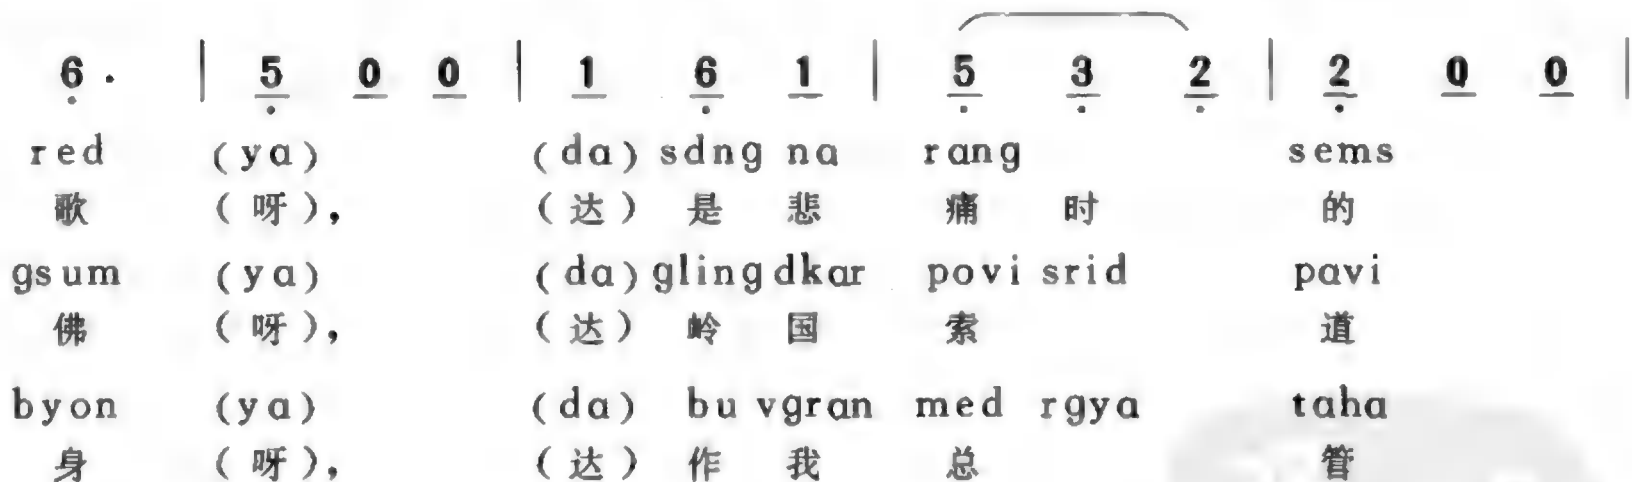 6 · | 5 0 0 | 1 6 1 | 5 3 2 | 2 0 0 |
red (ya) (da) sdng na rang sems
歌 (呀), (达) 是 悲 痛 时 的
gsum (ya) (da) gling dkar povi srid pavi
佛 (呀), (达) 岭 国 索 道
byon (ya) (da) bu vgran med rgya taha
身 (呀), (达) 作 我 总 管